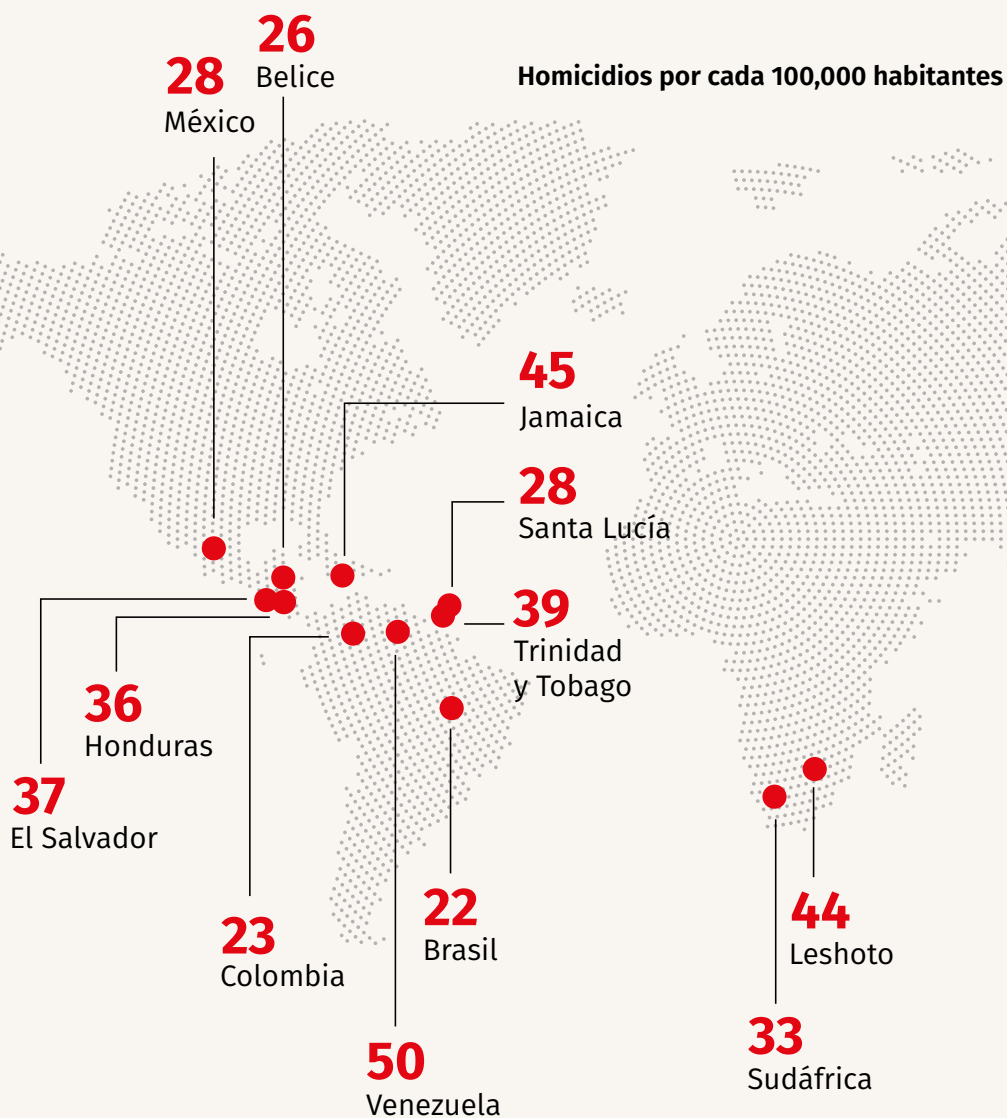 26
Belice
28
México
Homicidios por cada 100,000 habitantes
45
Jamaica
28
Santa Lucía
39
Trinidad
y Tobago
36
Honduras
37
El Salvador
23
Colombia
22
Brasil
44
Leshoto
50
Venezuela
33
Sudáfrica